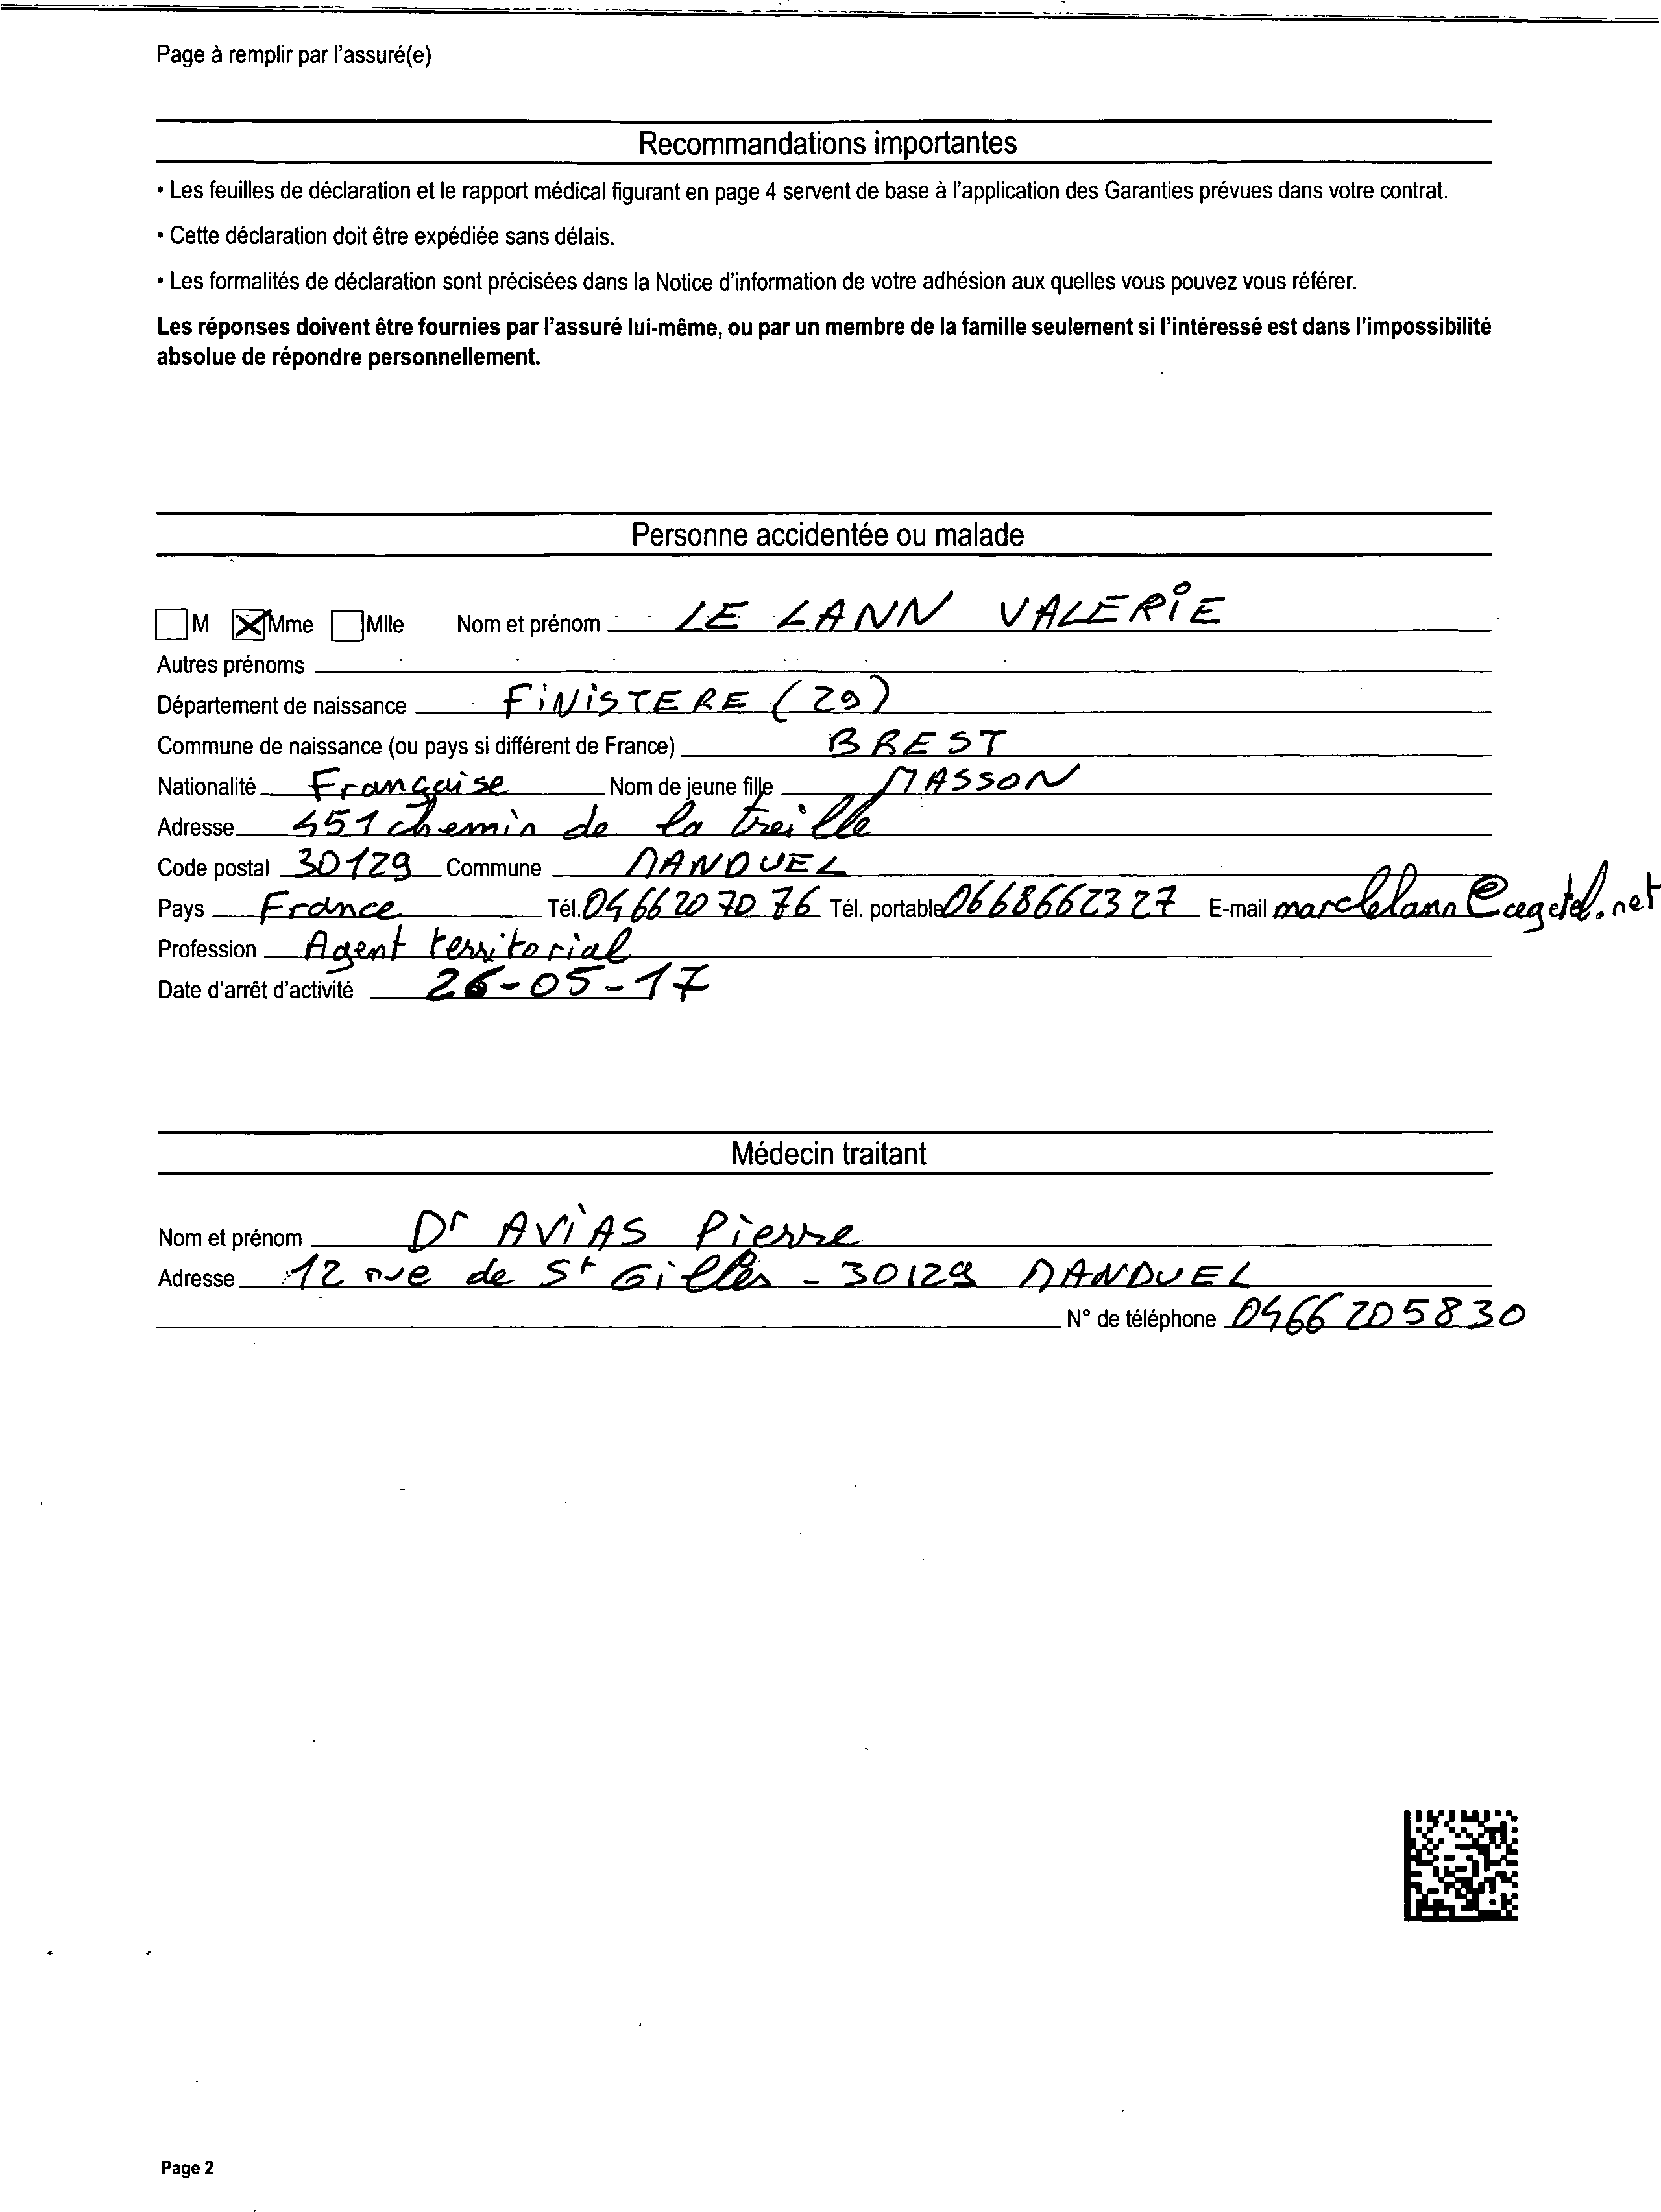 Page à remplir par l'assuré(e)
Recommandations importantes
• Les feuilles de déclaration et le rapport médical figurant en page 4 servent de base à l'application des Garanties prévues dans votre contrat.
• Cette déclaration doit être expédiée sans délais.
• Les formalités de déclaration sont précisées dans la Notice d'information de votre adhésion aux quelles vous pouvez vous référer.
Les réponses doivent être fournies par l'assuré lui-même, ou par un membre de la famille seulement si l'intéressé est dans l'impossibilité
absolue de répondre personnellement.
Personne accidentée ou malade
M Mme Mlle Nom et prénom LE LANN VALERIE
Autres prénoms
Département de naissance FINISTERE (29)
Commune de naissance (ou pays si différent de France) BREST
Nationalité Française Nom de jeune fille MASSON
Adresse 451 chemin de la treille
Code postal 30129 Commune MANDUEL
Pays France Tél. 04 66 20 70 76 Tél. portable 0668662327 E-mail marclelann@cegetel.net
Profession Agent territorial
Date d'arrêt d'activité 26-05-17
Médecin traitant
Nom et prénom Dr AVIAS Pierre
Adresse 12 rue de St Gilles - 30129 MANDUEL
N° de téléphone 0466205830
Page 2